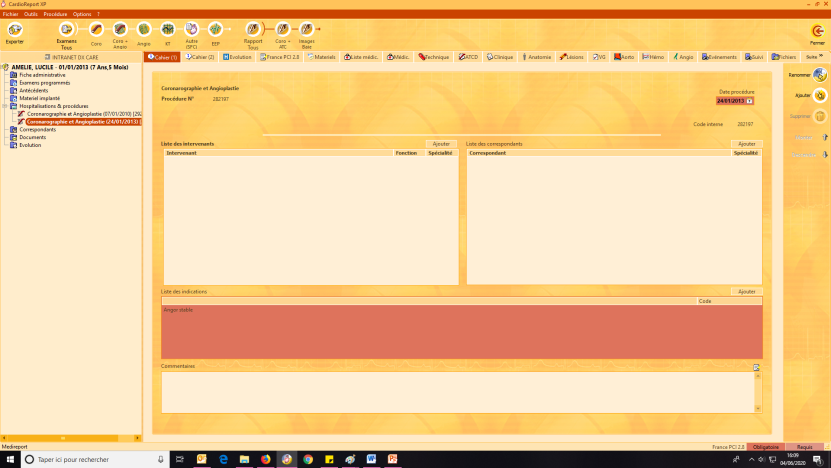 CardioReport XP
Fichier Outils Procédure Options ?
Exporter
Examens Tous
Coro
Coro + Angio
Angio
KT
Autre (SFC)
EEP
Rapport Tous
Coro + ATC
Images Base
Fermer
INTRANET DX CARE
Cahier (1) Cahier (2) Evolution France PCI 2.0 Materiels Liste médic. Médic. Technique ATCD Clinique Anatomie Lésions VG Aorto Hémo Angio Evénements Suivi Fichiers Suite
AMELIE, LUCILE - 01/01/2013 (7 Ans,5 Mois)
Fiche administrative
Examens programmés
Antécédents
Materiel implanté
Hospitalisations & procédures
Coronarographie et Angioplastie (07/01/2010) [292
Coronarographie et Angioplastie (24/01/2013) [
Correspondants
Documents
Evolution
Coronarographie et Angioplastie
Procédure N° 282197
Date procédure
24/01/2013
Code interne 282197
Renommer
Ajouter
Supprimer
Liste des intervenants Ajouter
Intervenant Fonction Spécialité
Liste des correspondants Ajouter
Correspondant Spécialité
Liste des indications Ajouter
Code
Angor stable
Commentaires
Medireport
France PCI 2.0 Obligatoire Requis
Taper ici pour rechercher
16:09
04/06/2020